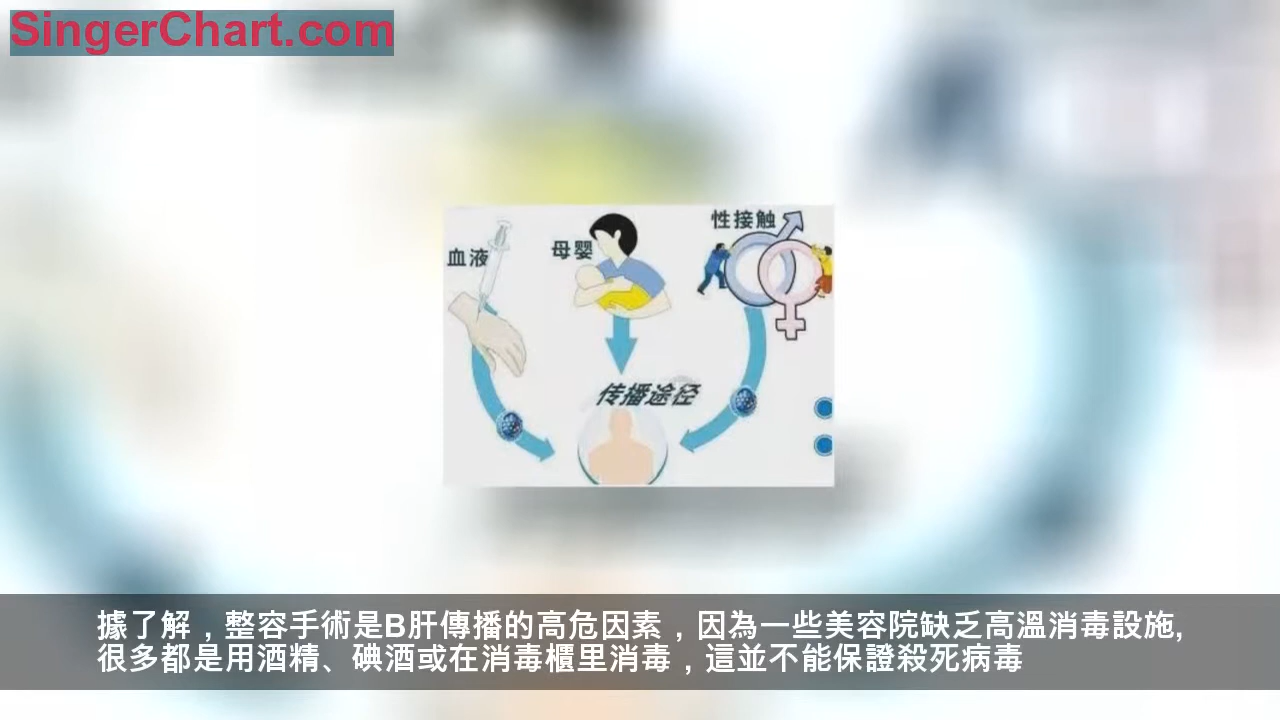 SingerChart.com
血液
母婴
性接触
传播途径
據了解，整容手術是B肝傳播的高危因素，因為一些美容院缺乏高溫消毒設施,
很多都是用酒精、碘酒或在消毒櫃里消毒，這並不能保證殺死病毒